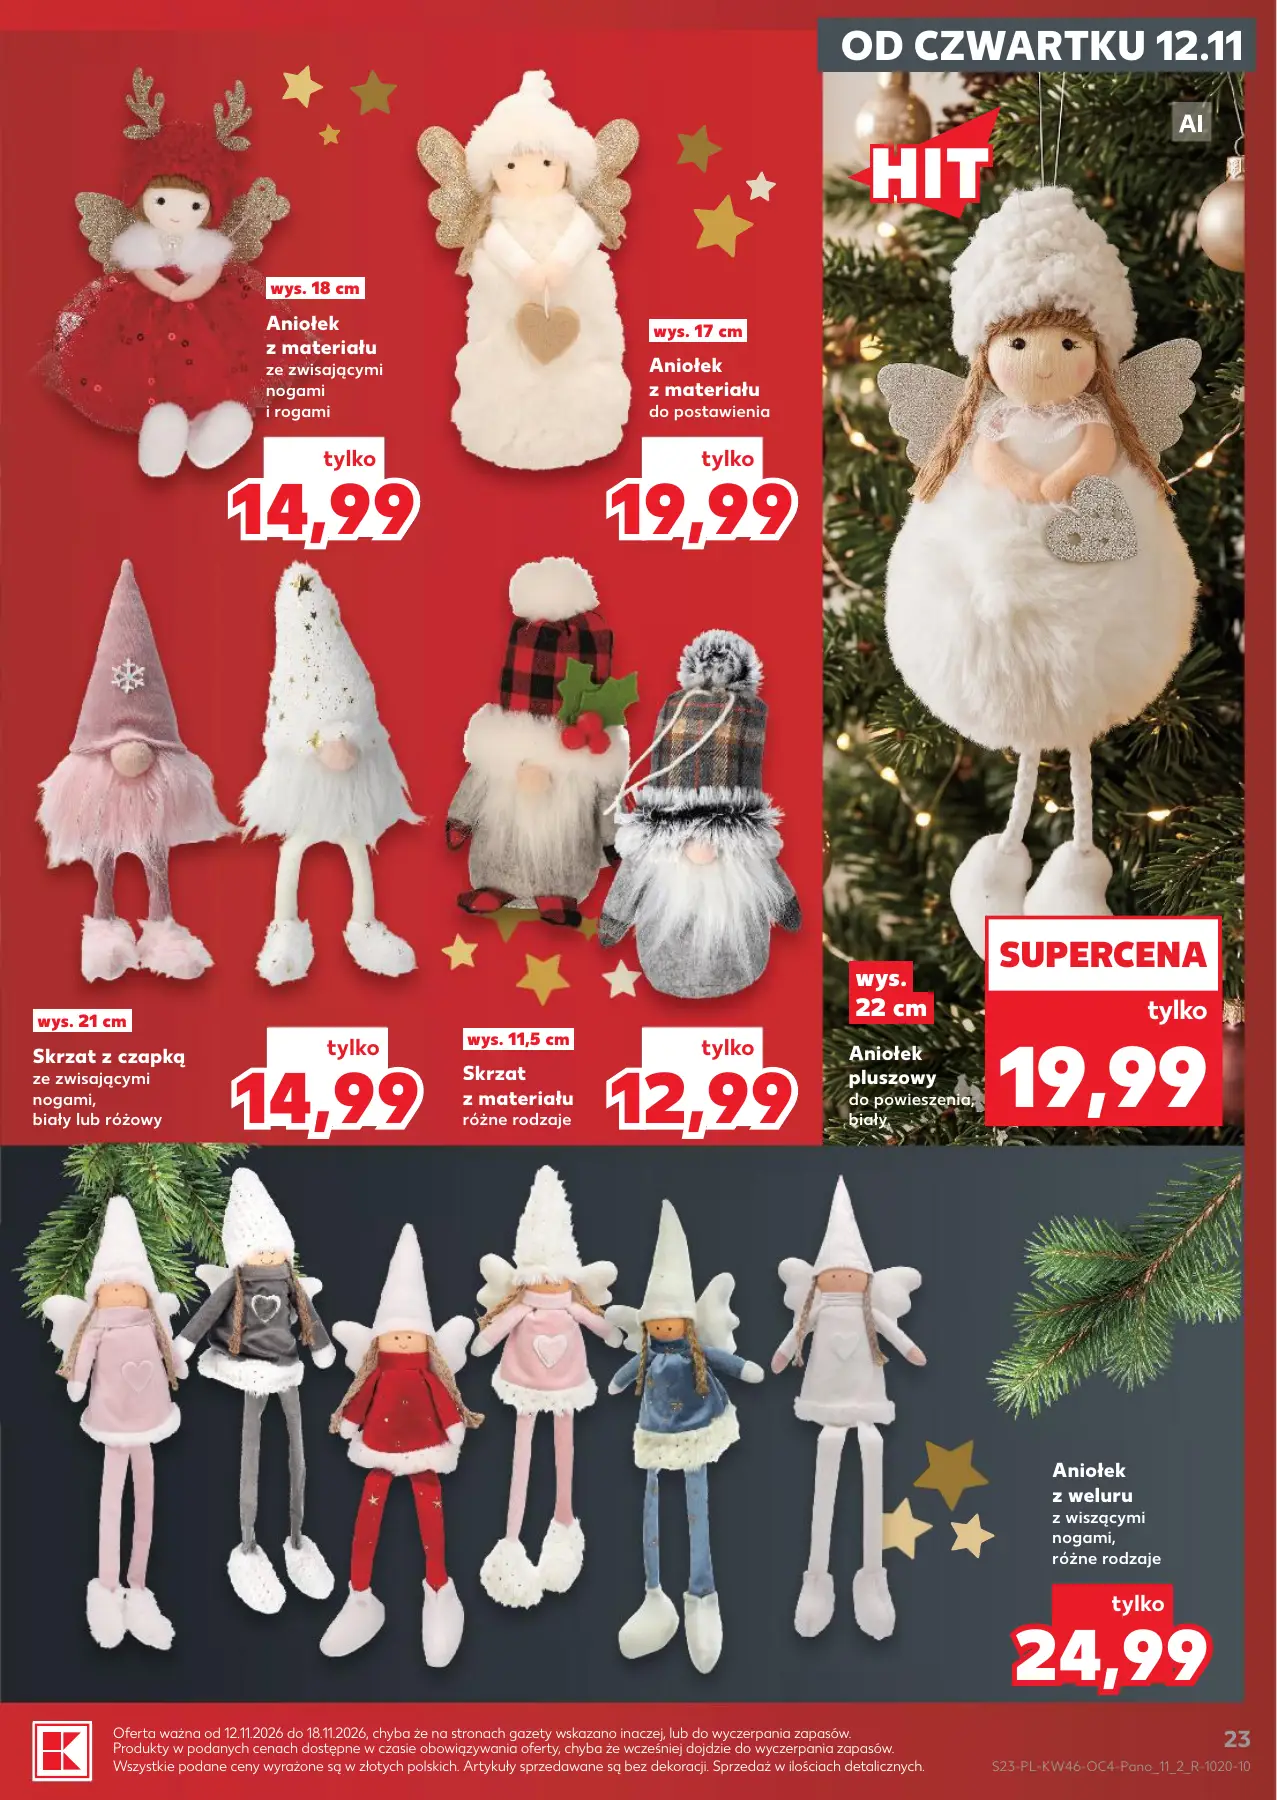 OD CZWARTKU 12.11
HIT
AI
wys. 18 cm
Aniołek
z materiału
ze zwisającymi
nogami
i rogami
tylko
14,99
wys. 17 cm
Aniołek
z materiału
do postawienia
tylko
19,99
wys. 21 cm
Skrzat z czapką
ze zwisającymi
nogami,
biały lub różowy
tylko
14,99
wys. 11,5 cm
Skrzat
z materiału
różne rodzaje
tylko
12,99
wys.
22 cm
Aniołek
pluszowy
do powieszenia,
biały
SUPERCENA
tylko
19,99
Aniołek
z weluru
z wiszącymi
nogami,
różne rodzaje
tylko
24,99
Oferta ważna od 12.11.2026 do 18.11.2026, chyba że na stronach gazety wskazano inaczej, lub do wyczerpania zapasów.
Produkty w podanych cenach dostępne w czasie obowiązywania oferty, chyba że wcześniej dojdzie do wyczerpania zapasów.
Wszystkie podane ceny wyrażone są w złotych polskich. Artykuły sprzedawane są bez dekoracji. Sprzedaż w ilościach detalicznych.
23
S23-PL-KW46-OC4-Pano_11_2_R-1020-10